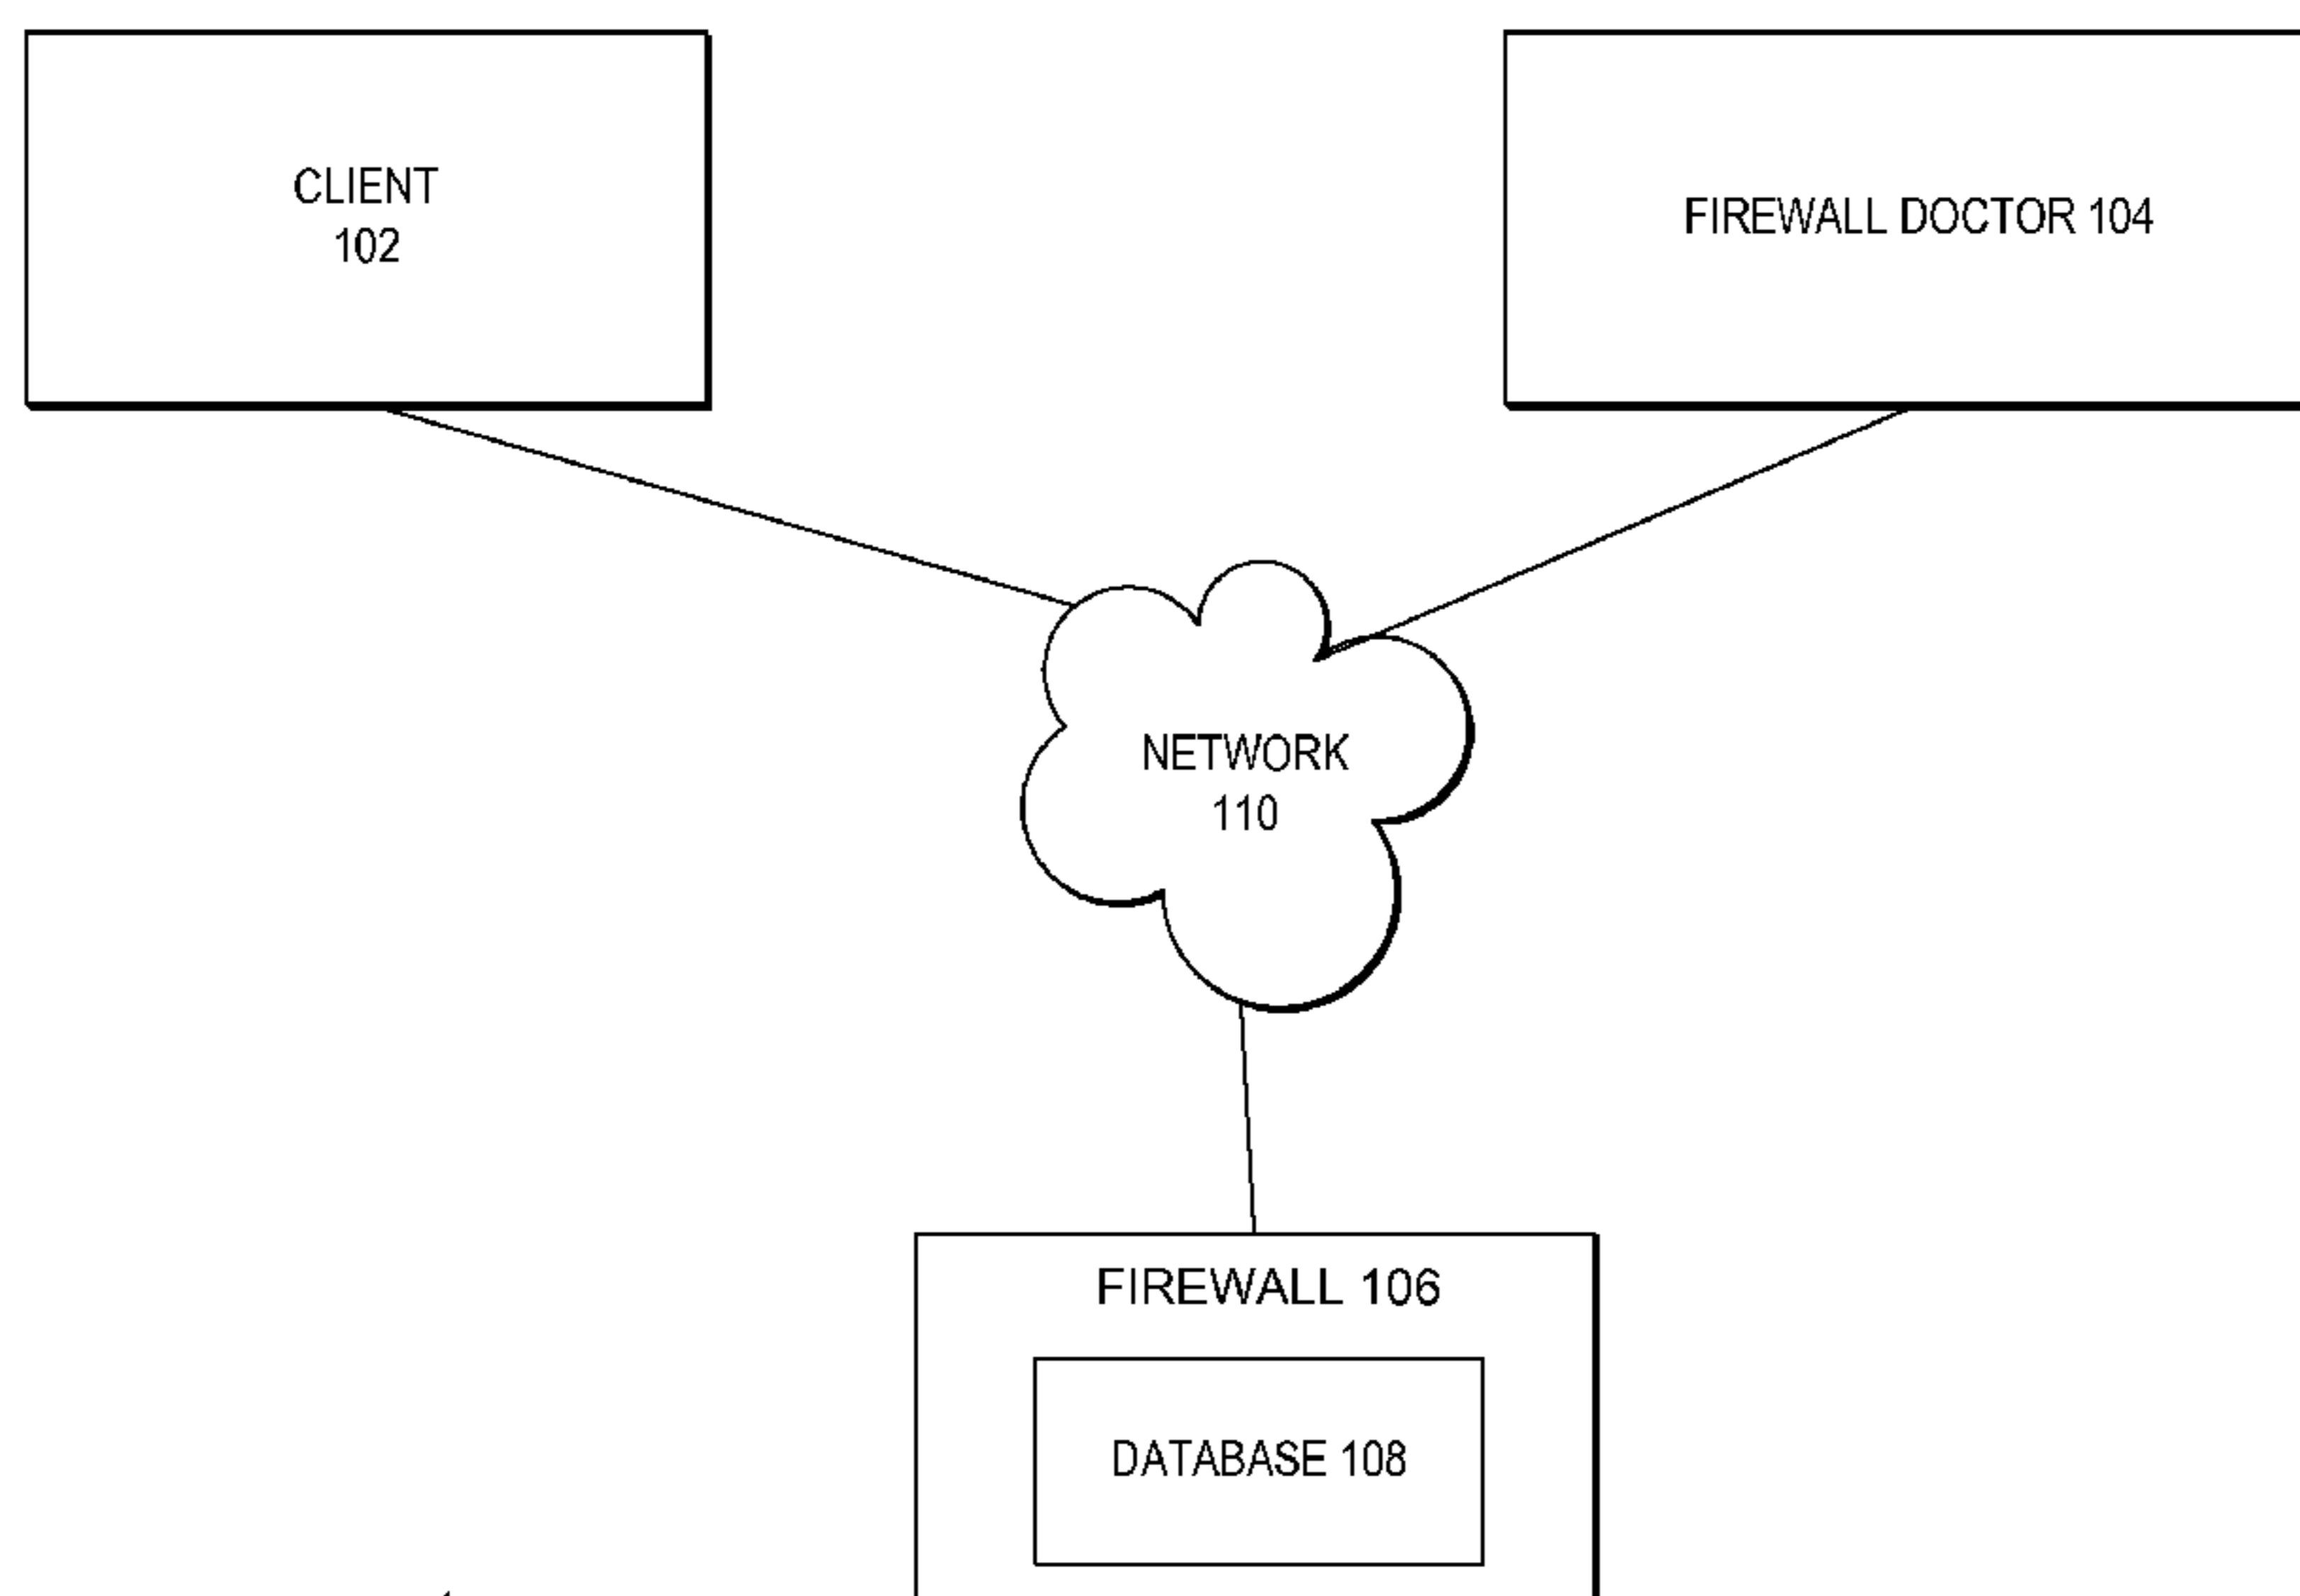 CLIENT
102
FIREWALL DOCTOR 104
NETWORK
110
FIREWALL 106
DATABASE 108